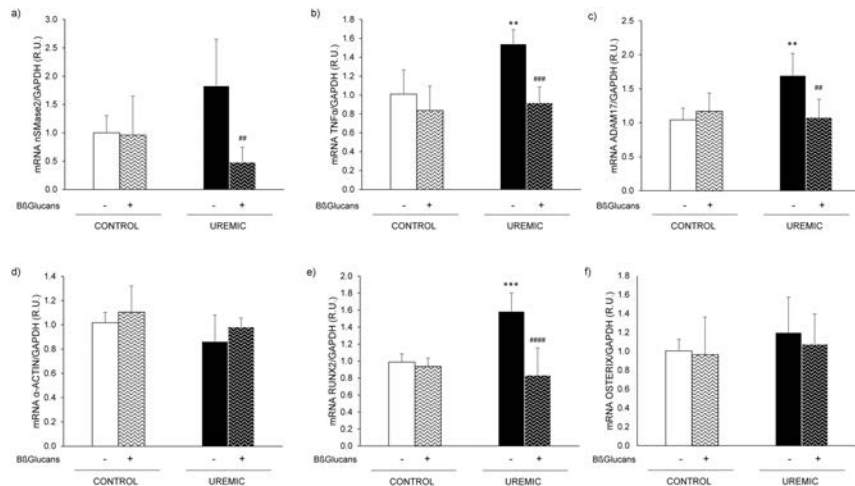 a)
mRNA nSMase2/GAPDH (R.U.)
3.0
2.5
2.0
1.5
1.0
0.5
0.0
##
BßGlucans - + - +
CONTROL UREMIC
b)
mRNA TNFα/GAPDH (R.U.)
1.8
1.6
1.4
1.2
1.0
0.8
0.6
0.4
0.2
0.0
**
###
BßGlucans - + - +
CONTROL UREMIC
c)
mRNA ADAM17/GAPDH (R.U.)
2.5
2.0
1.5
1.0
0.5
0.0
**
##
BßGlucans - + - +
CONTROL UREMIC
d)
mRNA α-ACTIN/GAPDH (R.U.)
1.4
1.2
1.0
0.8
0.6
0.4
0.2
0.0
BßGlucans - + - +
CONTROL UREMIC
e)
mRNA RUNX2/GAPDH (R.U.)
2.0
1.8
1.6
1.4
1.2
1.0
0.8
0.6
0.4
0.2
0.0
***
####
BßGlucans - + - +
CONTROL UREMIC
f)
mRNA OSTERIX/GAPDH (R.U.)
1.8
1.6
1.4
1.2
1.0
0.8
0.6
0.4
0.2
0.0
BßGlucans - + - +
CONTROL UREMIC